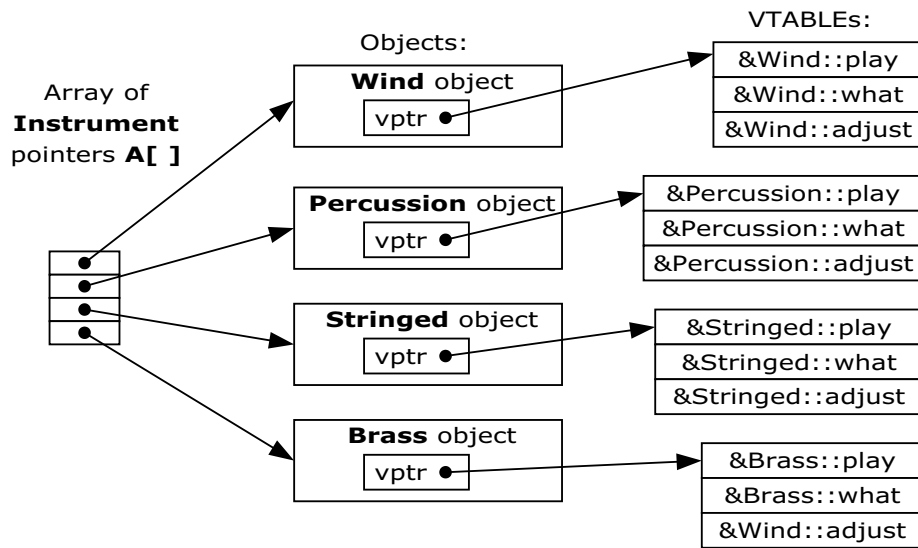 Array of
Instrument
pointers A[ ]
Objects:
Wind object
vptr
Percussion object
vptr
Stringed object
vptr
Brass object
vptr
VTABLEs:
&Wind::play
&Wind::what
&Wind::adjust
&Percussion::play
&Percussion::what
&Percussion::adjust
&Stringed::play
&Stringed::what
&Stringed::adjust
&Brass::play
&Brass::what
&Wind::adjust